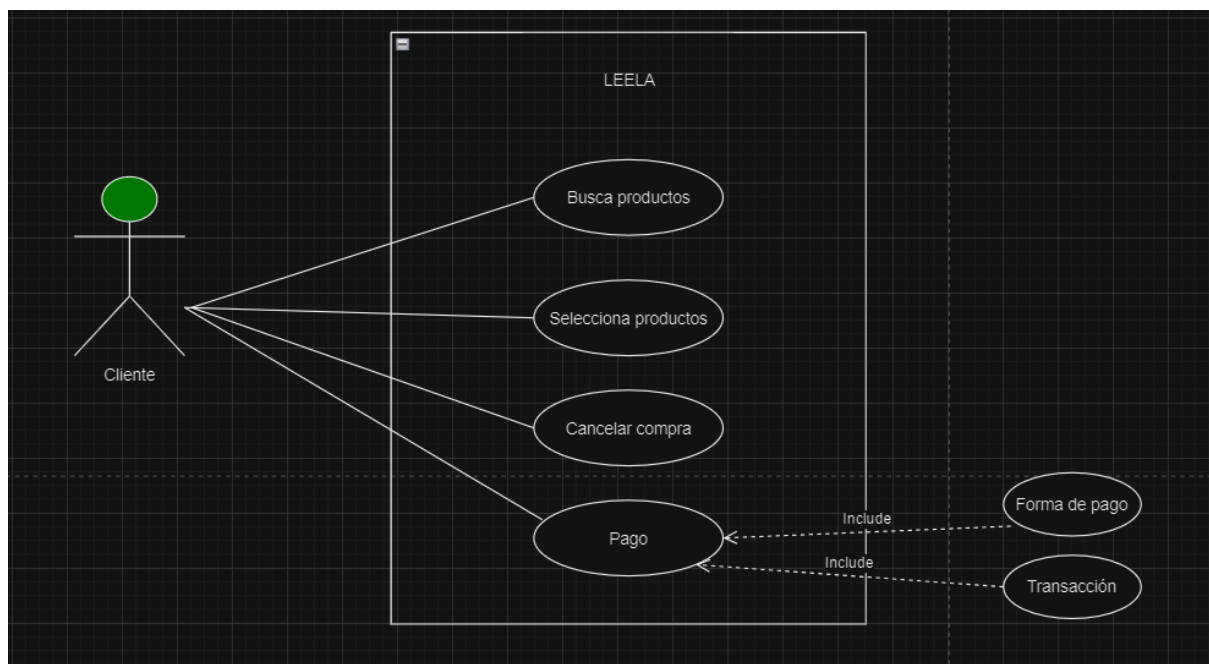 LEELA
Busca productos
Selecciona productos
Cliente
Cancelar compra
Forma de pago
Include
Pago
Include
Transacción